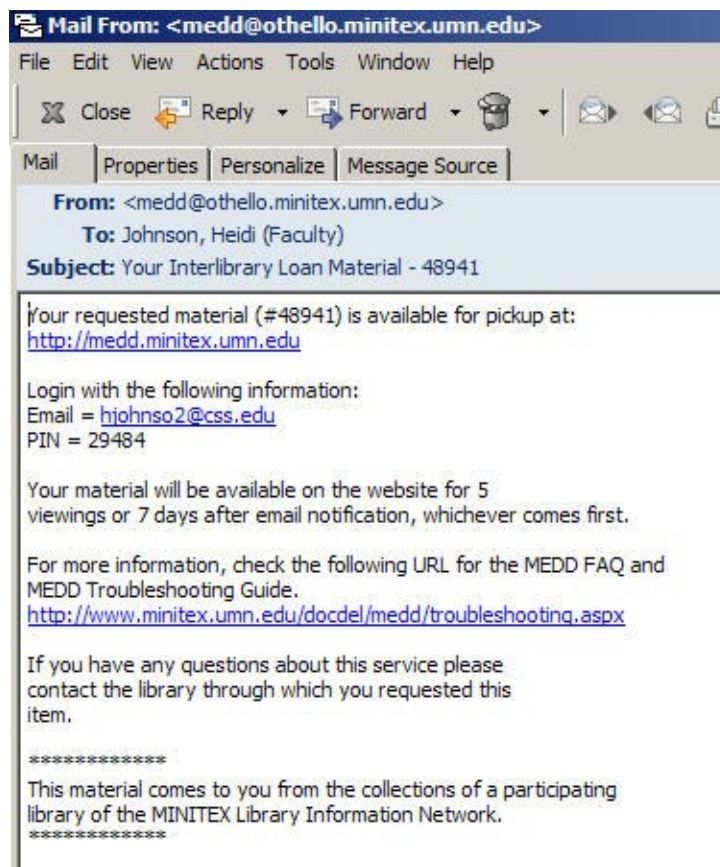 Mail From: <medd@othello.minitex.umn.edu>
File Edit View Actions Tools Window Help
Close Reply Forward
Mail Properties Personalize Message Source
From: <medd@othello.minitex.umn.edu>
To: Johnson, Heidi (Faculty)
Subject: Your Interlibrary Loan Material - 48941
Your requested material (#48941) is available for pickup at:
http://medd.minitex.umn.edu
Login with the following information:
Email = hjohnso2@css.edu
PIN = 29484
Your material will be available on the website for 5
viewings or 7 days after email notification, whichever comes first.
For more information, check the following URL for the MEDD FAQ and
MEDD Troubleshooting Guide.
http://www.minitex.umn.edu/docdel/medd/troubleshooting.aspx
If you have any questions about this service please
contact the library through which you requested this
item.
************
This material comes to you from the collections of a participating
library of the MINITEX Library Information Network.
************